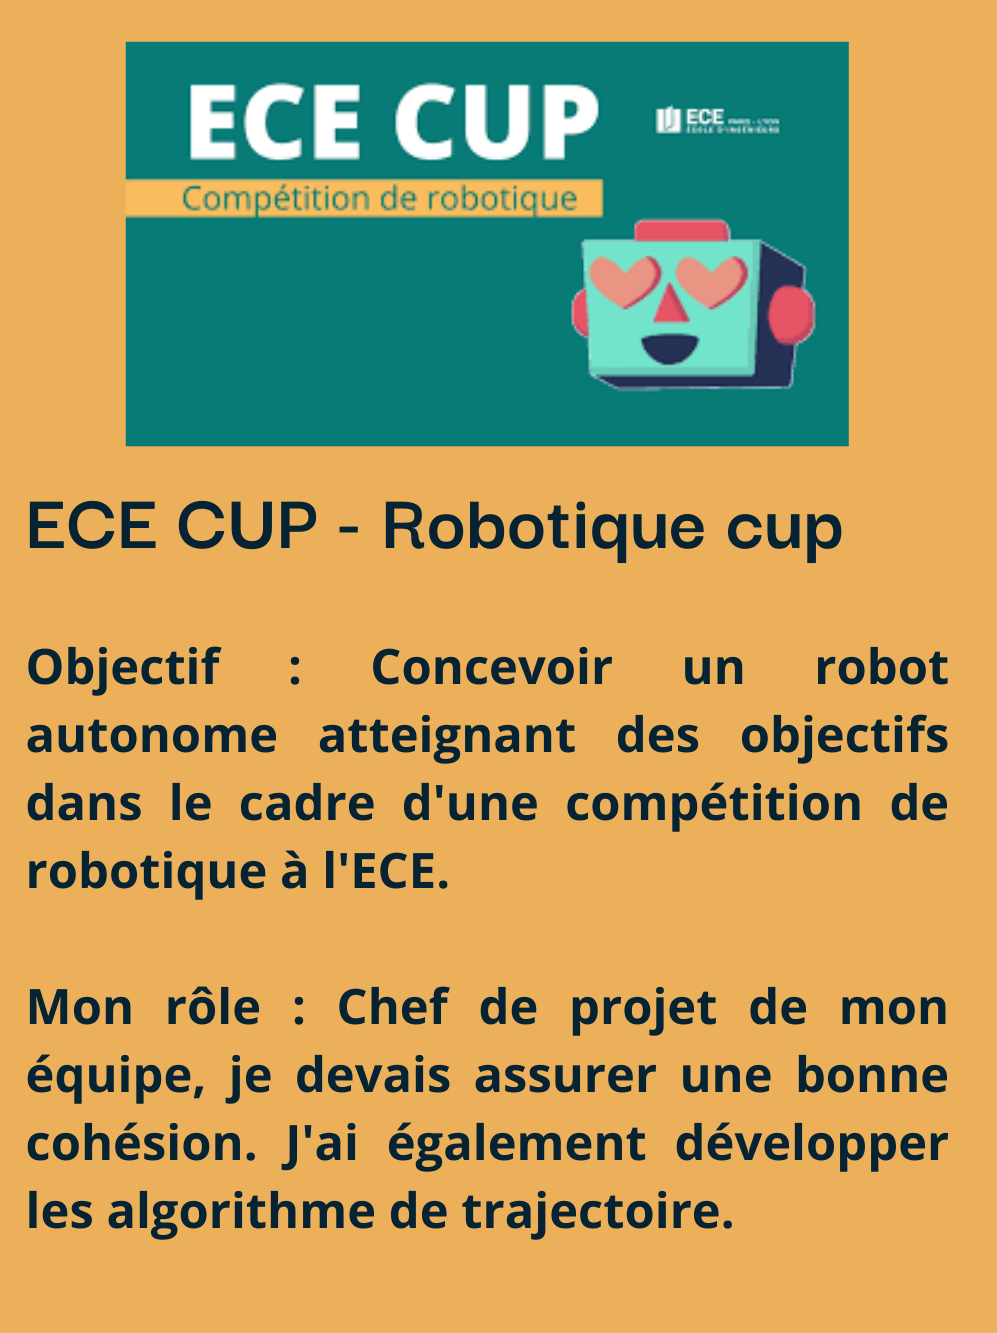 ECE CUP
ECE PARIS - LYON
ÉCOLE D'INGÉNIEURS
Compétition de robotique
ECE CUP - Robotique cup
Objectif : Concevoir un robot
autonome atteignant des objectifs
dans le cadre d'une compétition de
robotique à l'ECE.
Mon rôle : Chef de projet de mon
équipe, je devais assurer une bonne
cohésion. J'ai également développer
les algorithme de trajectoire.